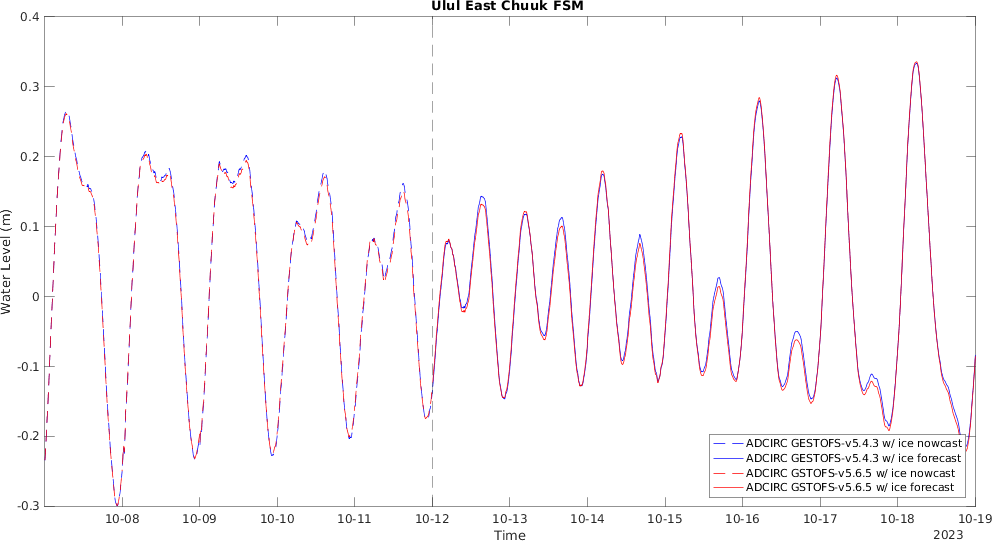 Ulul East Chuuk FSM
0.4
0.3
0.2
0.1
0
-0.1
-0.2
-0.3
Water Level (m)
ADCIRC GESTOFS-v5.4.3 w/ ice nowcast
ADCIRC GESTOFS-v5.4.3 w/ ice forecast
ADCIRC GSTOFS-v5.6.5 w/ ice nowcast
ADCIRC GSTOFS-v5.6.5 w/ ice forecast
10-08 10-09 10-10 10-11 10-12 10-13 10-14 10-15 10-16 10-17 10-18 10-19
Time
2023